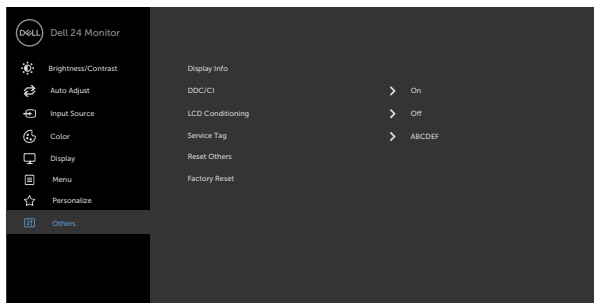 DELL Dell 24 Monitor
Brightness/Contrast
Auto Adjust
Input Source
Color
Display
Menu
Personalize
Others
Display Info
DDC/CI On
LCD Conditioning Off
Service Tag ABCDEF
Reset Others
Factory Reset